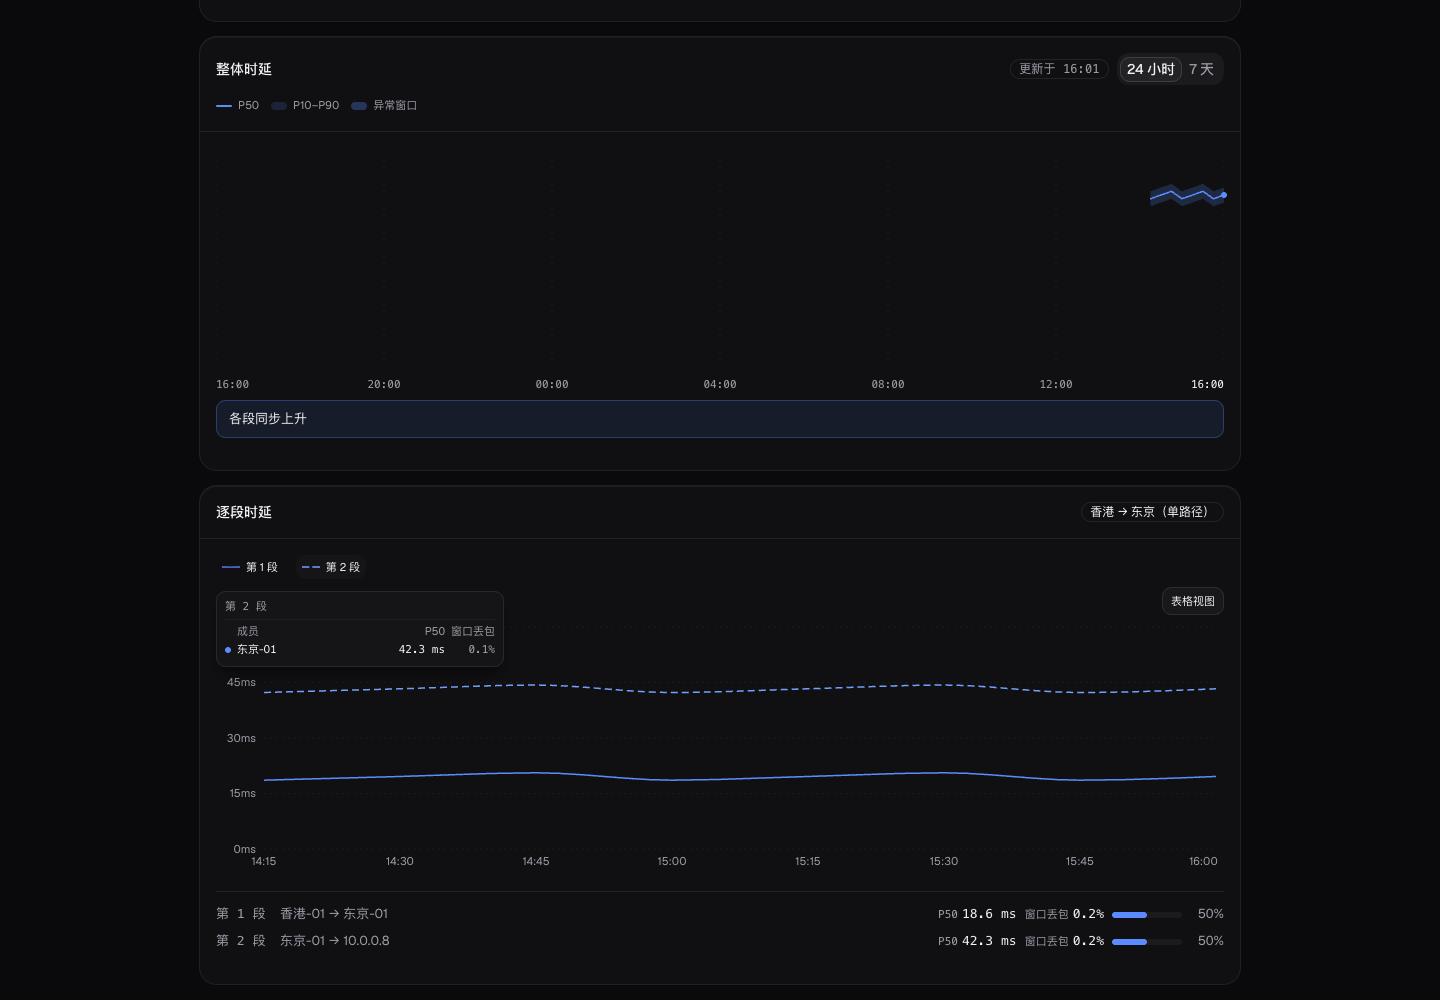 整体时延
更新于 16:01
24 小时
7 天
P50
P10–P90
异常窗口
16:00
20:00
00:00
04:00
08:00
12:00
16:00
各段同步上升
逐段时延
香港 → 东京（单路径）
第 1 段
第 2 段
表格视图
第 2 段
成员 P50 窗口丢包
东京-01 42.3 ms 0.1%
45ms
30ms
15ms
0ms
14:15
14:30
14:45
15:00
15:15
15:30
15:45
16:00
第 1 段 香港-01 → 东京-01 P50 18.6 ms 窗口丢包 0.2% 50%
第 2 段 东京-01 → 10.0.0.8 P50 42.3 ms 窗口丢包 0.2% 50%